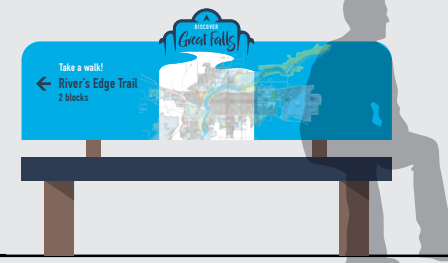 DISCOVER
Great Falls
Take a walk!
River's Edge Trail
2 blocks